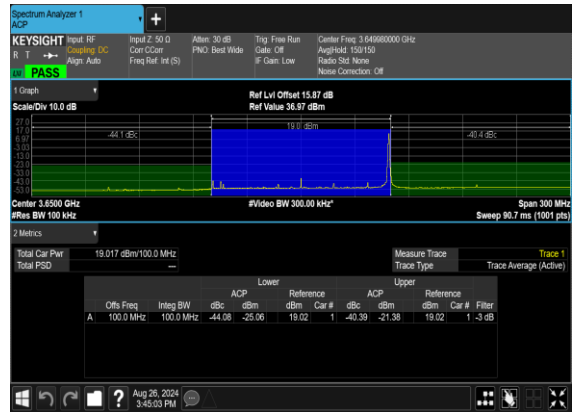 Spectrum Analyzer 1
ACP
KEYSIGHT Input: RF Input Z: 50 Ω Atten: 30 dB Trig: Free Run Center Freq: 3.649980000 GHz
R T Coupling: DC Corr CCorr PNO: Best Wide Gate: Off Avg|Hold: 150/150
Align: Auto Freq Ref: Int (S) IF Gain: Low Radio Std: None
LW PASS Noise Correction: Off
1 Graph Ref Lvl Offset 15.87 dB
Scale/Div 10.0 dB Ref Value 36.97 dBm
27.0
17.0
6.97
-3.03
-13.0
-23.0
-33.0
-43.0
-53.0
-44.1 dBc 19.0 dBm -40.4 dBc
Center 3.6500 GHz #Video BW 300.00 kHz* Span 300 MHz
#Res BW 100 kHz Sweep 90.7 ms (1001 pts)
2 Metrics
Total Car Pwr 19.017 dBm/100.0 MHz Measure Trace Trace 1
Total PSD --- Trace Type Trace Average (Active)
Lower Upper
ACP Reference ACP Reference
Offs Freq Integ BW dBc dBm dBm Car # dBc dBm dBm Car # Filter
A 100.0 MHz 100.0 MHz -44.08 -25.06 19.02 1 -40.39 -21.38 19.02 1 -3 dB
? Aug 26, 2024
3:45:03 PM